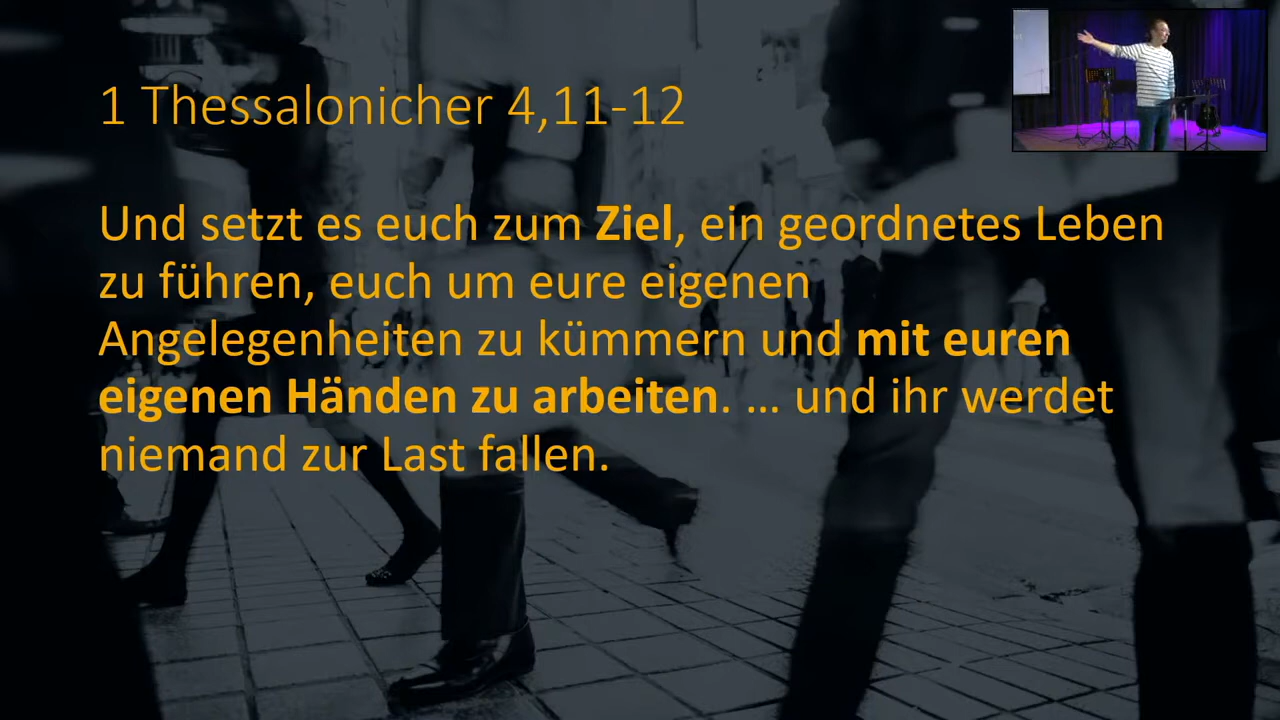 1 Thessalonicher 4,11-12
Und setzt es euch zum Ziel, ein geordnetes Leben
zu führen, euch um eure eigenen
Angelegenheiten zu kümmern und mit euren
eigenen Händen zu arbeiten. … und ihr werdet
niemand zur Last fallen.